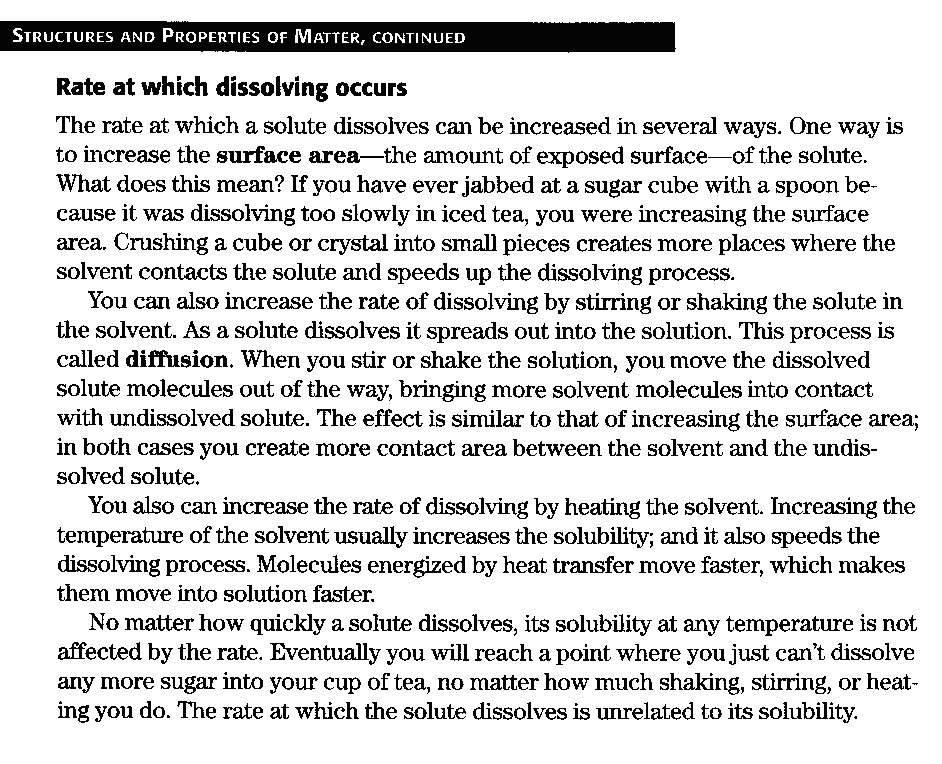 STRUCTURES AND PROPERTIES OF MATTER, CONTINUED
Rate at which dissolving occurs
The rate at which a solute dissolves can be increased in several ways. One way is
to increase the surface area—the amount of exposed surface—of the solute.
What does this mean? If you have ever jabbed at a sugar cube with a spoon be-
cause it was dissolving too slowly in iced tea, you were increasing the surface
area. Crushing a cube or crystal into small pieces creates more places where the
solvent contacts the solute and speeds up the dissolving process.
You can also increase the rate of dissolving by stirring or shaking the solute in
the solvent. As a solute dissolves it spreads out into the solution. This process is
called diffusion. When you stir or shake the solution, you move the dissolved
solute molecules out of the way, bringing more solvent molecules into contact
with undissolved solute. The effect is similar to that of increasing the surface area;
in both cases you create more contact area between the solvent and the undis-
solved solute.
You also can increase the rate of dissolving by heating the solvent. Increasing the
temperature of the solvent usually increases the solubility; and it also speeds the
dissolving process. Molecules energized by heat transfer move faster, which makes
them move into solution faster.
No matter how quickly a solute dissolves, its solubility at any temperature is not
affected by the rate. Eventually you will reach a point where you just can't dissolve
any more sugar into your cup of tea, no matter how much shaking, stirring, or heat-
ing you do. The rate at which the solute dissolves is unrelated to its solubility.